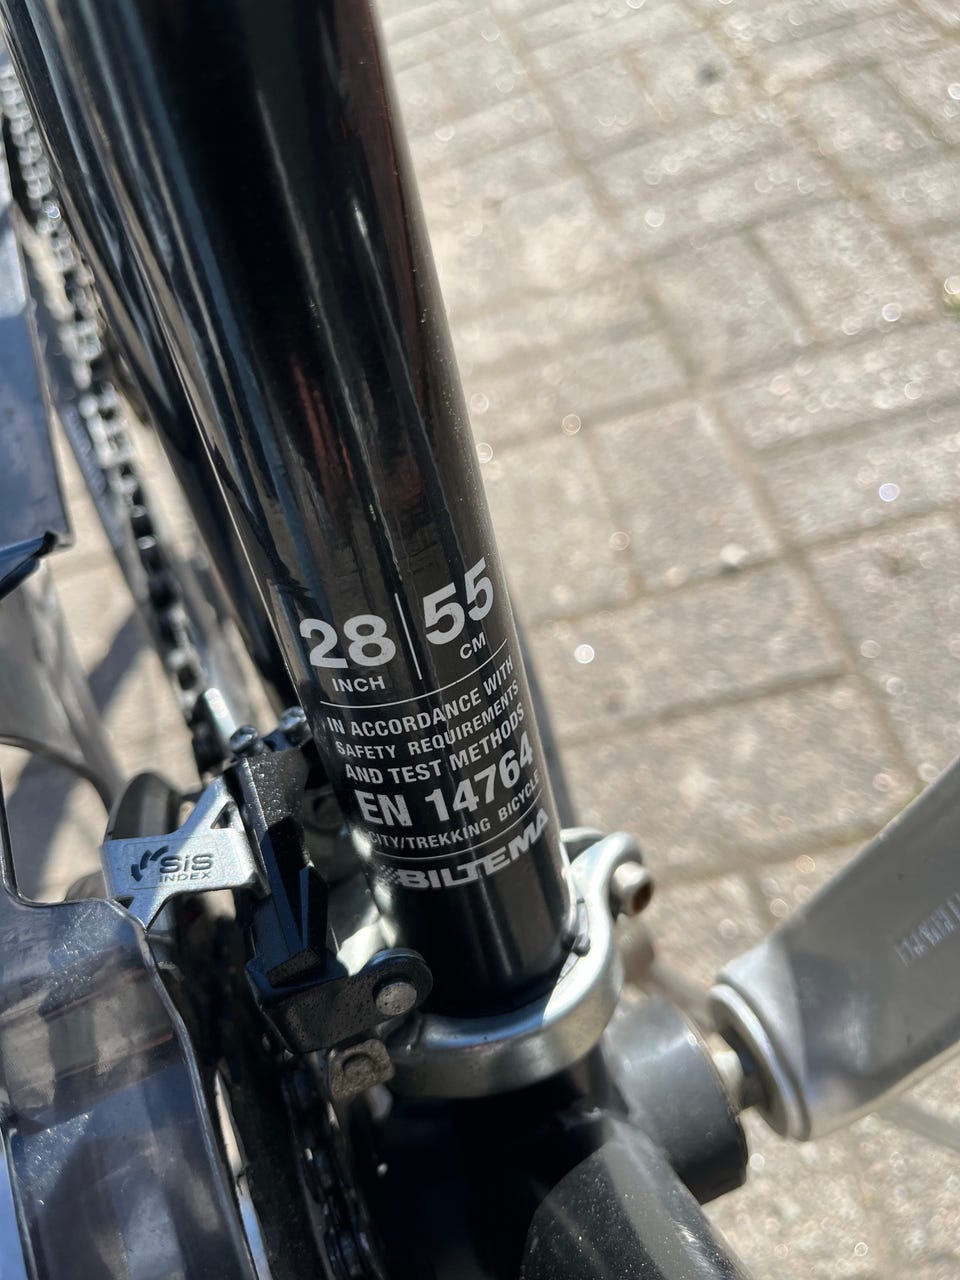 28 | 55
INCH CM
IN ACCORDANCE WITH
SAFETY REQUIREMENTS
AND TEST METHODS
EN 14764
CITY/TREKKING BICYCLE
BILTEMA
SIS
INDEX